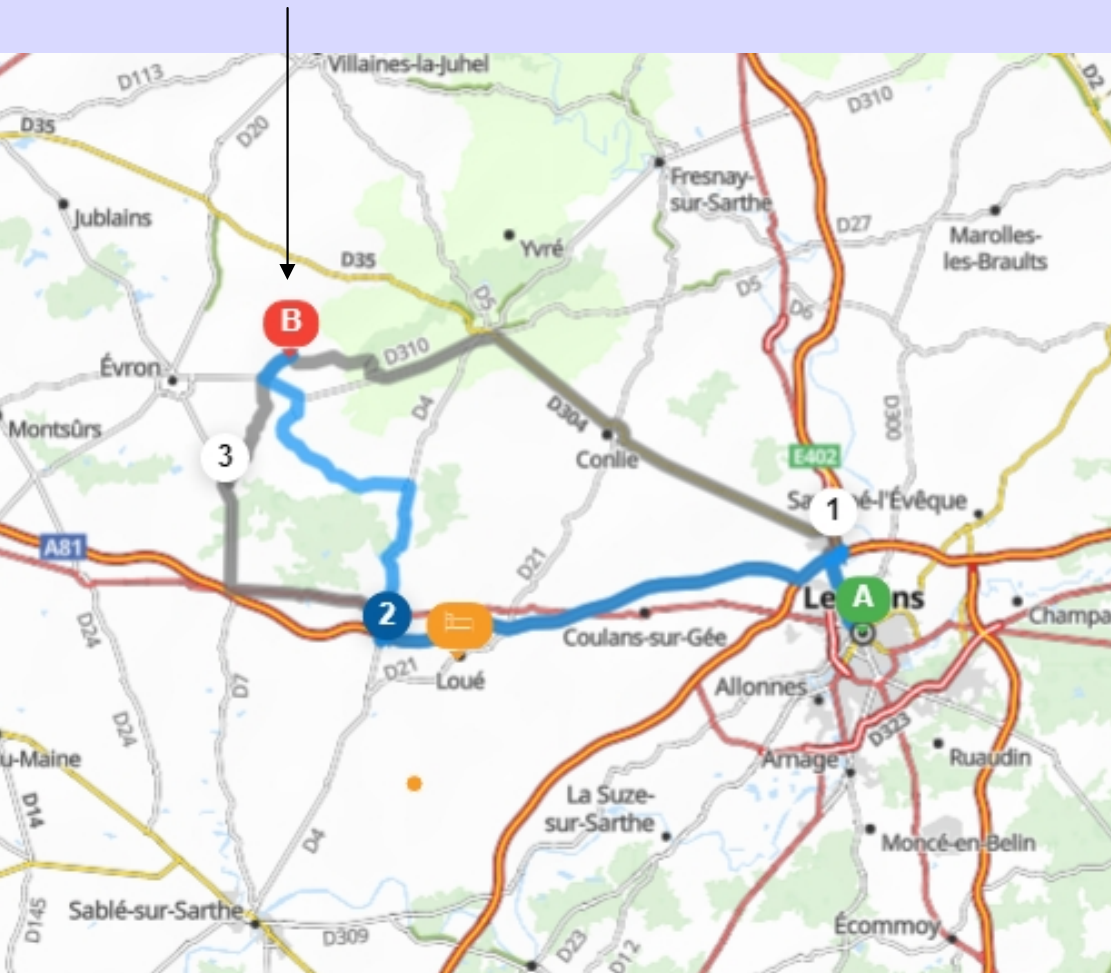 Villaines-la-Juhel
D113
D2
D310
D35
D20
Fresnay-
sur-Sarthe
Jublains
D27
Marolles-
les-Braults
Yvré
D35
D5
D5
D6
B
D310
Évron
D4
D304
D300
Montsûrs
3
Conlie
E402
1
A81
D21
A
2
Coulans-sur-Gée
Champa
D24
Loué
D21
D7
Allonnes
D24
D323
u-Maine
Arnage
Ruaudin
D14
La Suze-
sur-Sarthe
D4
Moncé-en-Belin
Sablé-sur-Sarthe
D145
D309
Écommoy
D23
D12